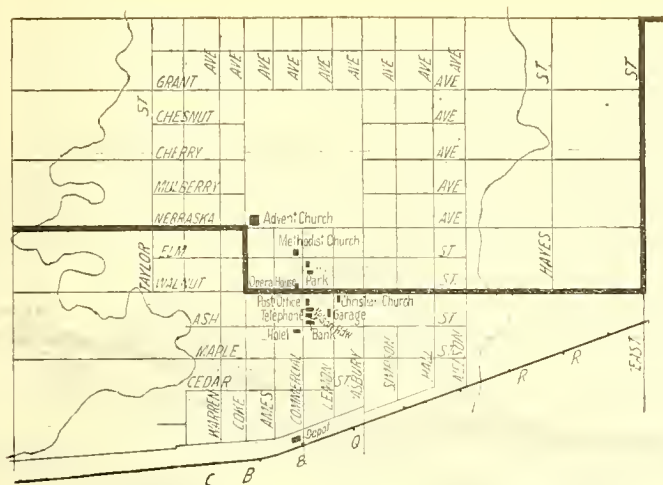 AVE AVE AVE AVE AVE AVE AVE
ST ST
GRANT AVE
ST
CHESNUT AVE
CHERRY AVE
MULBERRY AVE
NEBRASKA AVE
Advent Church
Methodist Church
ELM ST
TAYLOR
HAYES
WALNUT ST.
Opera House
Park
Post Office
Christian Church
ASH ST
Telephone
Garage
Hotel
Bank
MAPLE ST.
CEDAR
EAST
WARREN
COKE
AMES
COMMERCIAL
LEMON ST
ASBURY
SIMPSON
HALL
ALLISON
Depot
C B & Q R R